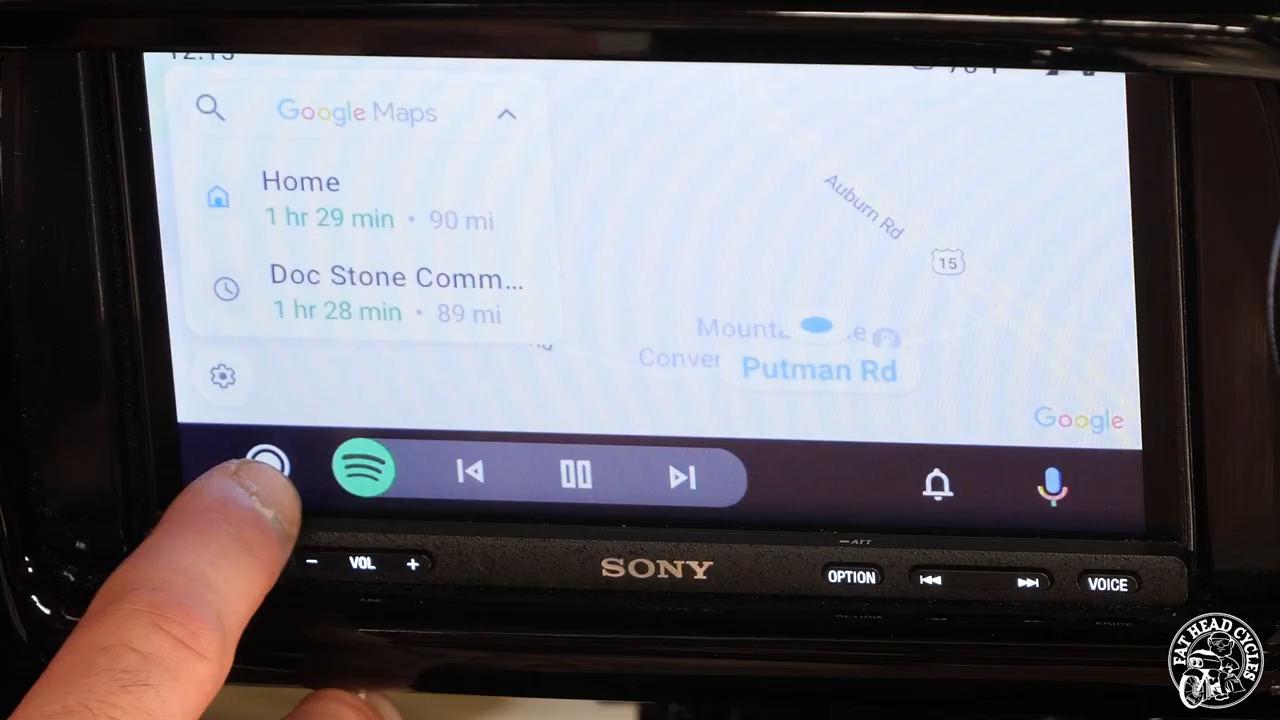 Google Maps
Home
1 hr 29 min • 90 mi
Doc Stone Comm...
1 hr 28 min • 89 mi
Auburn Rd
15
Putman Rd
Google
- VOL +
SONY
ATT
OPTION
VOICE
FAT HEAD CYCLES